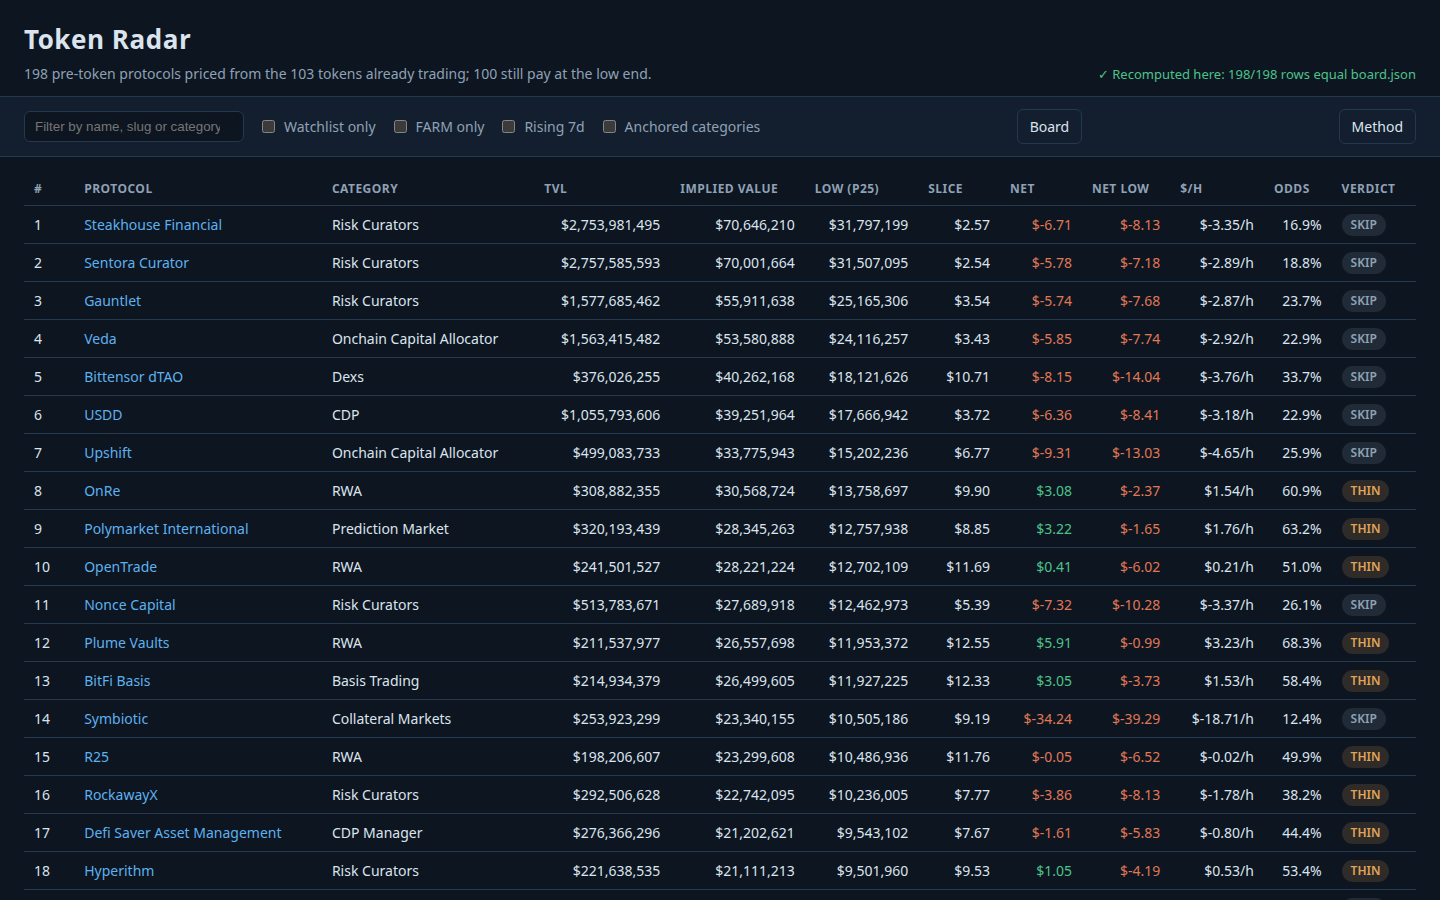 Token Radar
198 pre-token protocols priced from the 103 tokens already trading; 100 still pay at the low end.
✓ Recomputed here: 198/198 rows equal board.json
Filter by name, slug or category
Watchlist only
FARM only
Rising 7d
Anchored categories
Board
Method
# PROTOCOL CATEGORY TVL IMPLIED VALUE LOW (P25) SLICE NET NET LOW $/H ODDS VERDICT
1 Steakhouse Financial Risk Curators $2,753,981,495 $70,646,210 $31,797,199 $2.57 $-6.71 $-8.13 $-3.35/h 16.9% SKIP
2 Sentora Curator Risk Curators $2,757,585,593 $70,001,664 $31,507,095 $2.54 $-5.78 $-7.18 $-2.89/h 18.8% SKIP
3 Gauntlet Risk Curators $1,577,685,462 $55,911,638 $25,165,306 $3.54 $-5.74 $-7.68 $-2.87/h 23.7% SKIP
4 Veda Onchain Capital Allocator $1,563,415,482 $53,580,888 $24,116,257 $3.43 $-5.85 $-7.74 $-2.92/h 22.9% SKIP
5 Bittensor dTAO Dexs $376,026,255 $40,262,168 $18,121,626 $10.71 $-8.15 $-14.04 $-3.76/h 33.7% SKIP
6 USDD CDP $1,055,793,606 $39,251,964 $17,666,942 $3.72 $-6.36 $-8.41 $-3.18/h 22.9% SKIP
7 Upshift Onchain Capital Allocator $499,083,733 $33,775,943 $15,202,236 $6.77 $-9.31 $-13.03 $-4.65/h 25.9% SKIP
8 OnRe RWA $308,882,355 $30,568,724 $13,758,697 $9.90 $3.08 $-2.37 $1.54/h 60.9% THIN
9 Polymarket International Prediction Market $320,193,439 $28,345,263 $12,757,938 $8.85 $3.22 $-1.65 $1.76/h 63.2% THIN
10 OpenTrade RWA $241,501,527 $28,221,224 $12,702,109 $11.69 $0.41 $-6.02 $0.21/h 51.0% THIN
11 Nonce Capital Risk Curators $513,783,671 $27,689,918 $12,462,973 $5.39 $-7.32 $-10.28 $-3.37/h 26.1% SKIP
12 Plume Vaults RWA $211,537,977 $26,557,698 $11,953,372 $12.55 $5.91 $-0.99 $3.23/h 68.3% THIN
13 BitFi Basis Basis Trading $214,934,379 $26,499,605 $11,927,225 $12.33 $3.05 $-3.73 $1.53/h 58.4% THIN
14 Symbiotic Collateral Markets $253,923,299 $23,340,155 $10,505,186 $9.19 $-34.24 $-39.29 $-18.71/h 12.4% SKIP
15 R25 RWA $198,206,607 $23,299,608 $10,486,936 $11.76 $-0.05 $-6.52 $-0.02/h 49.9% THIN
16 RockawayX Risk Curators $292,506,628 $22,742,095 $10,236,005 $7.77 $-3.86 $-8.13 $-1.78/h 38.2% THIN
17 Defi Saver Asset Management CDP Manager $276,366,296 $21,202,621 $9,543,102 $7.67 $-1.61 $-5.83 $-0.80/h 44.4% THIN
18 Hyperithm Risk Curators $221,638,535 $21,111,213 $9,501,960 $9.53 $1.05 $-4.19 $0.53/h 53.4% THIN